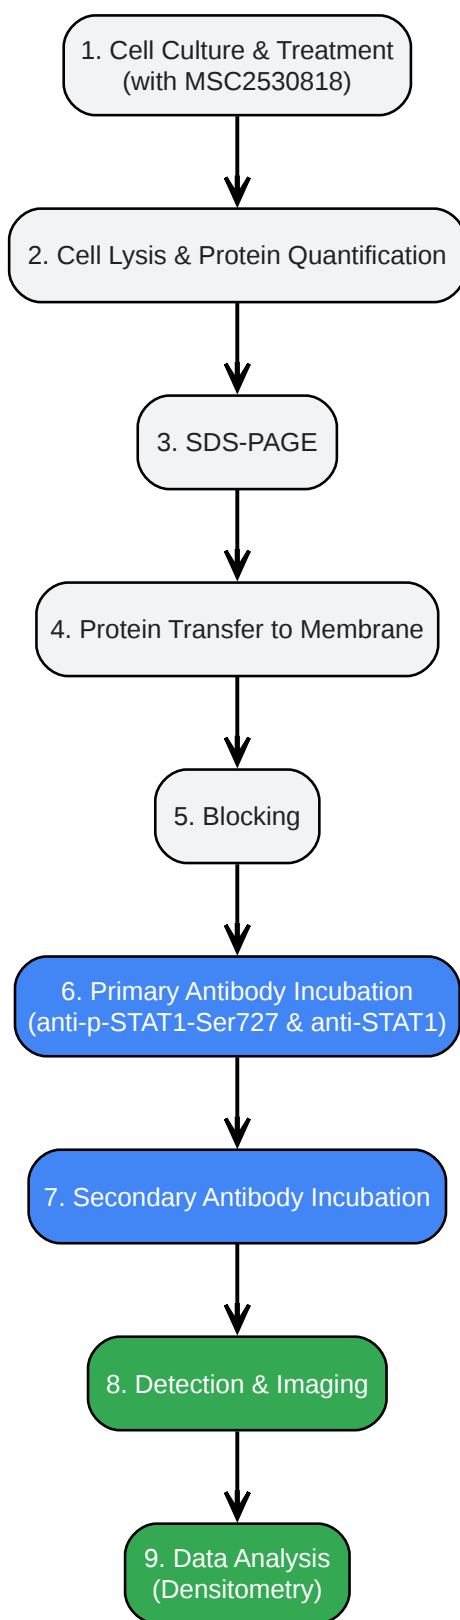 1. Cell Culture & Treatment
(with MSC2530818)
2. Cell Lysis & Protein Quantification
3. SDS-PAGE
4. Protein Transfer to Membrane
5. Blocking
6. Primary Antibody Incubation
(anti-p-STAT1-Ser727 & anti-STAT1)
7. Secondary Antibody Incubation
8. Detection & Imaging
9. Data Analysis
(Densitometry)